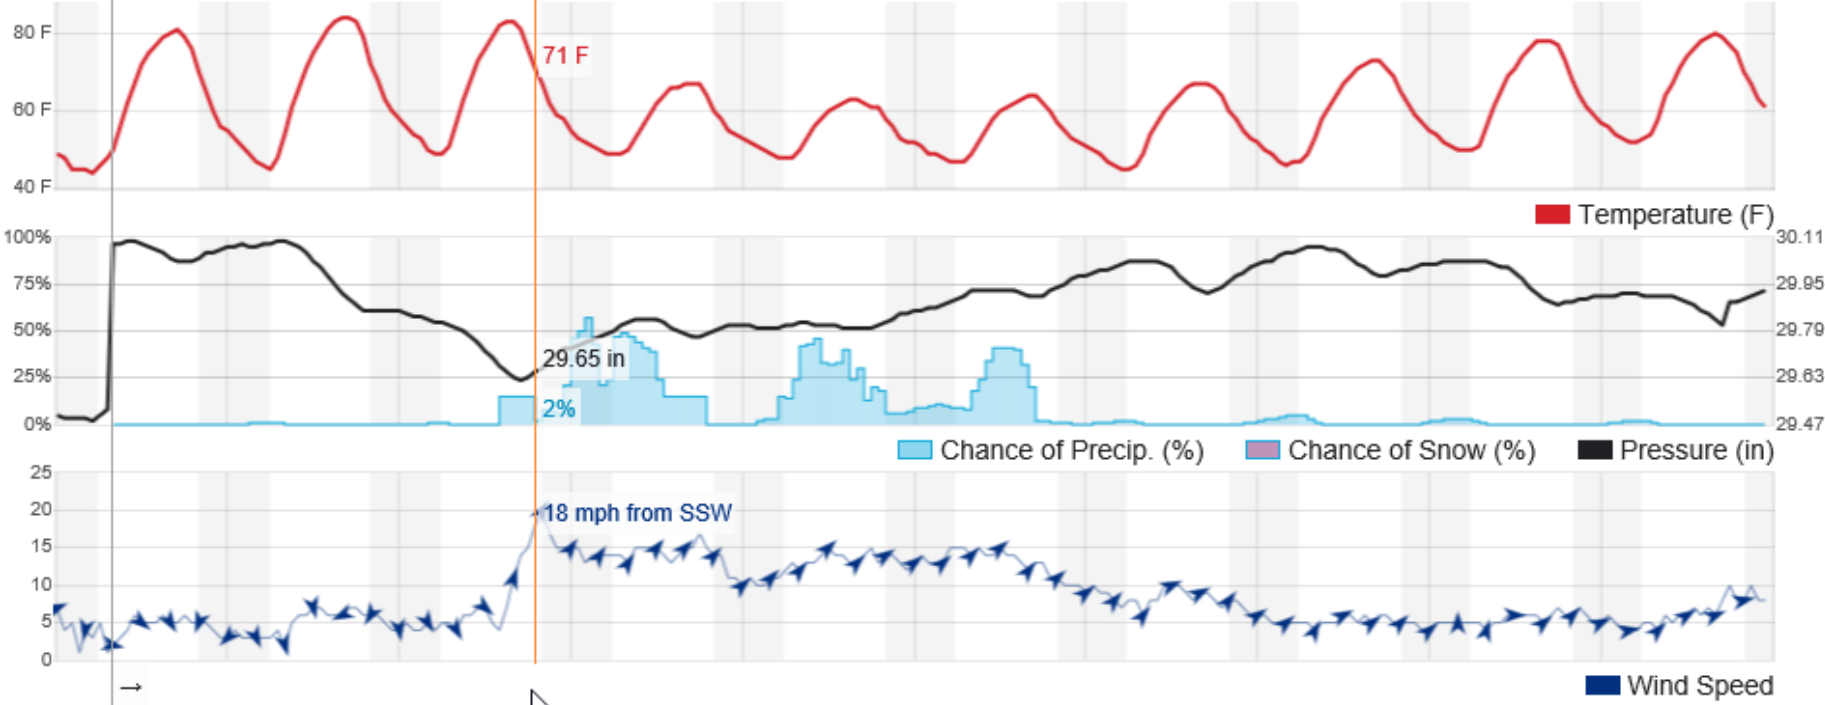 80 F
71 F
60 F
40 F
Temperature (F)
100% 30.11
75% 29.95
50% 29.79
29.65 in
25% 29.63
2%
0% 29.47
Chance of Precip. (%) Chance of Snow (%) Pressure (in)
25
20
18 mph from SSW
15
10
5
0
→
Wind Speed